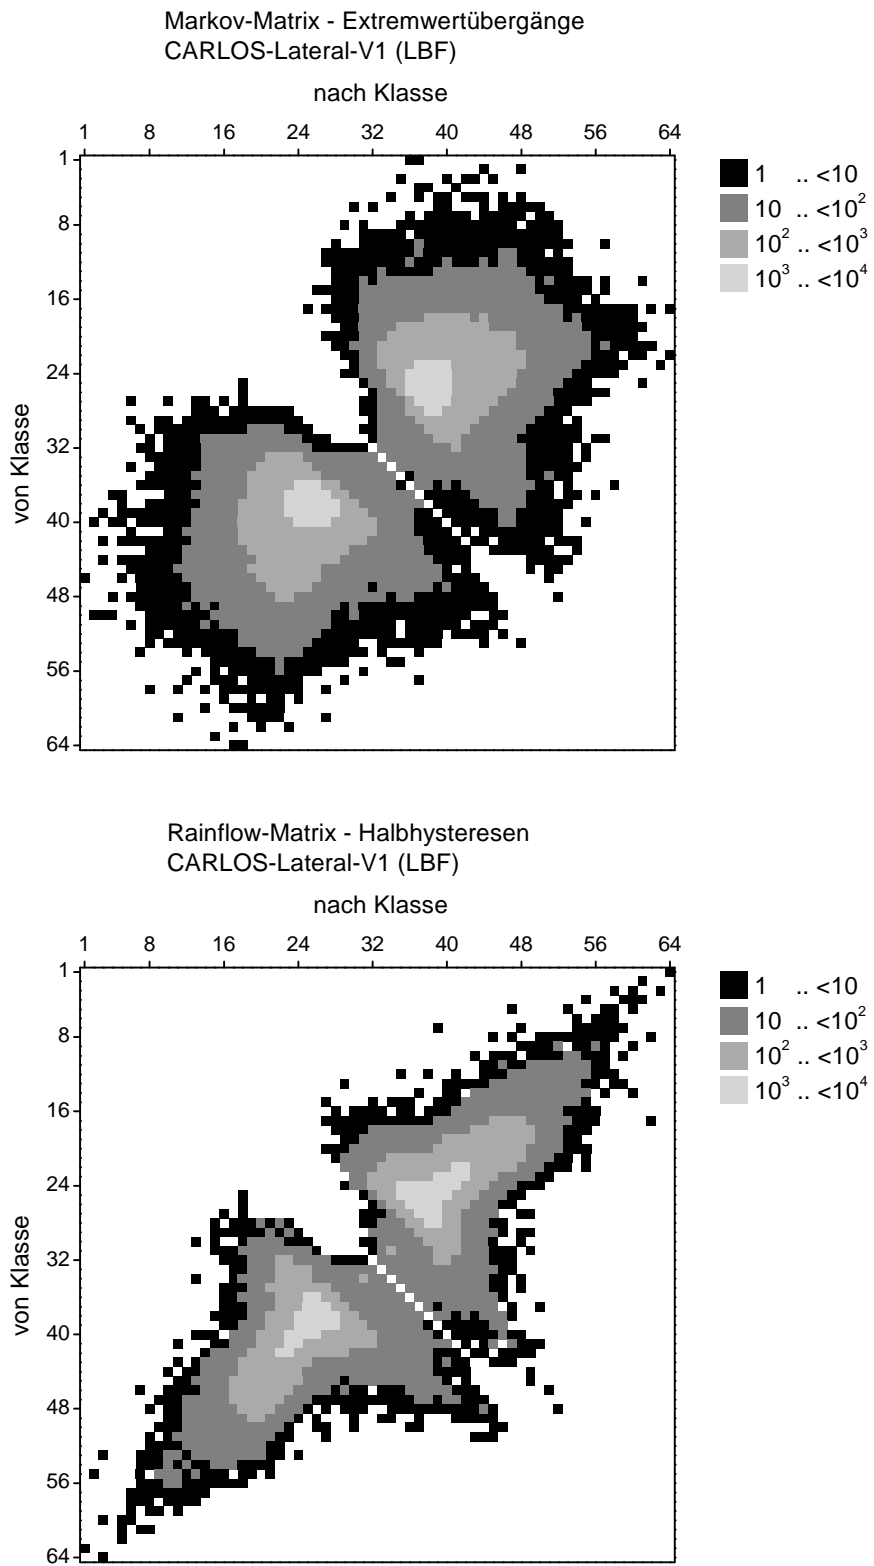 Markov-Matrix - Extremwertübergänge
CARLOS-Lateral-V1 (LBF)
nach Klasse
1 8 16 24 32 40 48 56 64
von Klasse
1
8
16
24
32
40
48
56
64
1 .. <10
10 .. <10²
10² .. <10³
10³ .. <10⁴
Rainflow-Matrix - Halbhysteresen
CARLOS-Lateral-V1 (LBF)
nach Klasse
1 8 16 24 32 40 48 56 64
von Klasse
1
8
16
24
32
40
48
56
64
1 .. <10
10 .. <10²
10² .. <10³
10³ .. <10⁴